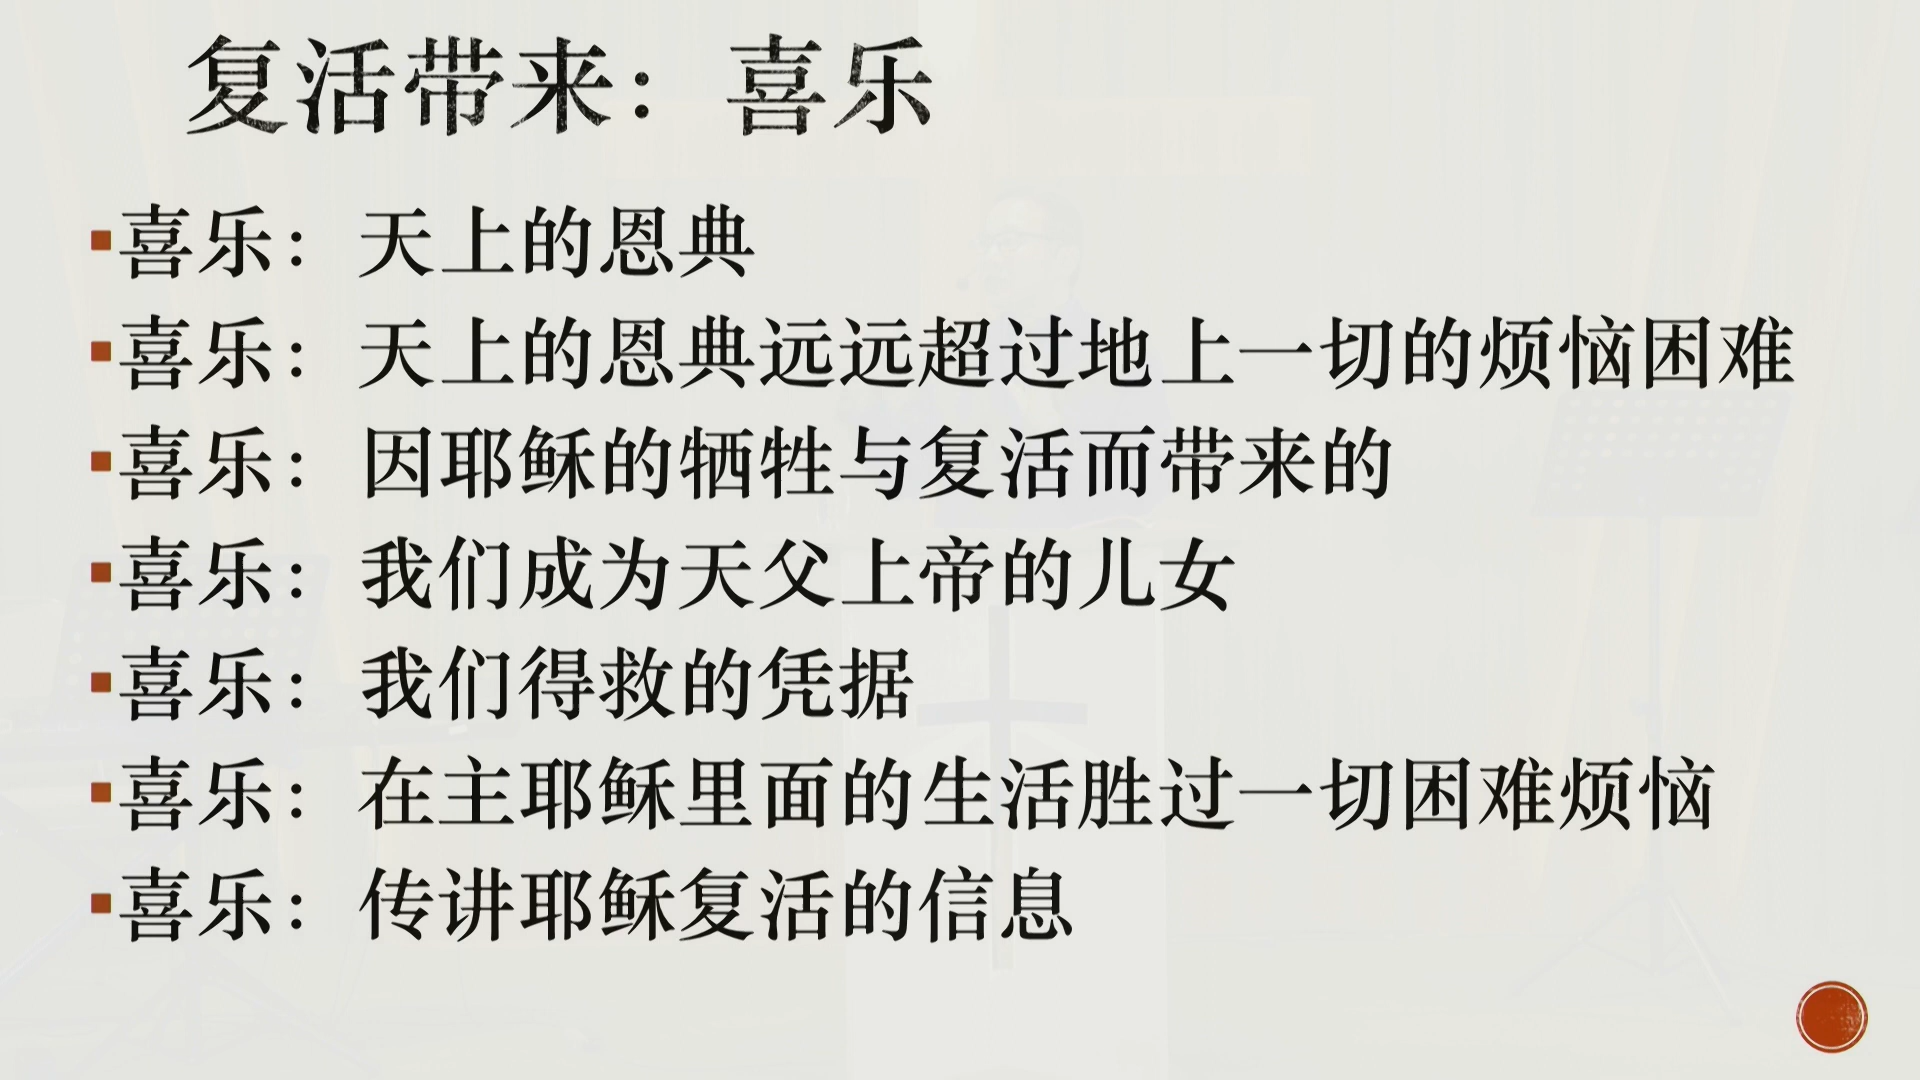 复活带来：喜乐
喜乐：天上的恩典
喜乐：天上的恩典远远超过地上一切的烦恼困难
喜乐：因耶稣的牺牲与复活而带来的
喜乐：我们成为天父上帝的儿女
喜乐：我们得救的凭据
喜乐：在主耶稣里面的生活胜过一切困难烦恼
喜乐：传讲耶稣复活的信息